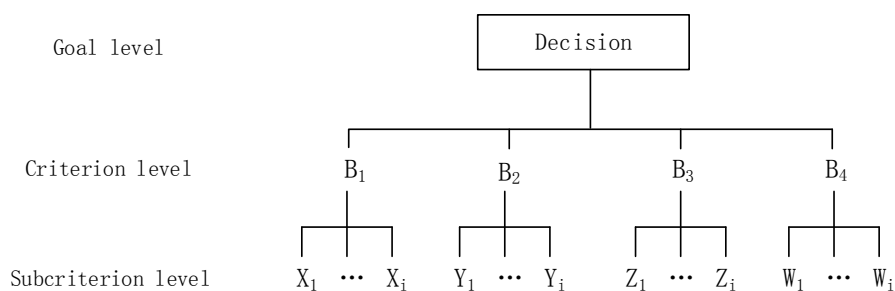 Goal level Decision
Criterion level B₁ B₂ B₃ B₄
Subcriterion level X₁ ⋯ Xᵢ Y₁ ⋯ Yᵢ Z₁ ⋯ Zᵢ W₁ ⋯ Wᵢ